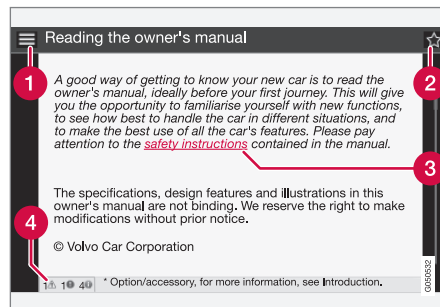 Reading the owner's manual
1
2
A good way of getting to know your new car is to read the
owner's manual, ideally before your first journey. This will give
you the opportunity to familiarise yourself with new functions,
to see how best to handle the car in different situations, and
to make the best use of all the car's features. Please pay
attention to the safety instructions contained in the manual.
3
The specifications, design features and illustrations in this
owner's manual are not binding. We reserve the right to make
modifications without prior notice.
4
© Volvo Car Corporation
1 1 4 * Option/accessory, for more information, see Introduction.
G050532